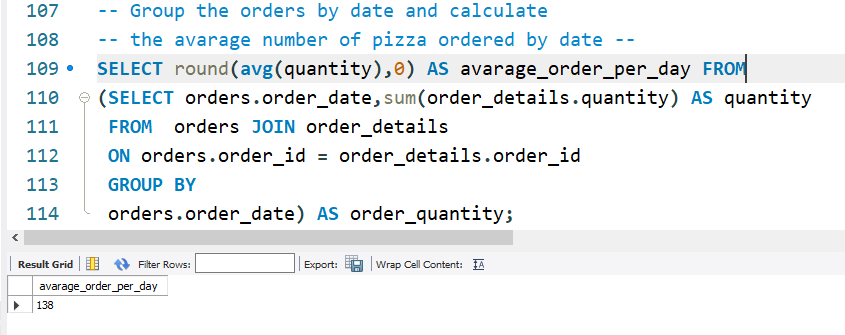 107 -- Group the orders by date and calculate
108 -- the avarage number of pizza ordered by date --
109 SELECT round(avg(quantity),0) AS avarage_order_per_day FROM
110 (SELECT orders.order_date,sum(order_details.quantity) AS quantity
111 FROM  orders JOIN order_details
112 ON orders.order_id = order_details.order_id
113 GROUP BY
114 orders.order_date) AS order_quantity;
Result Grid Filter Rows: Export: Wrap Cell Content:
avarage_order_per_day
138